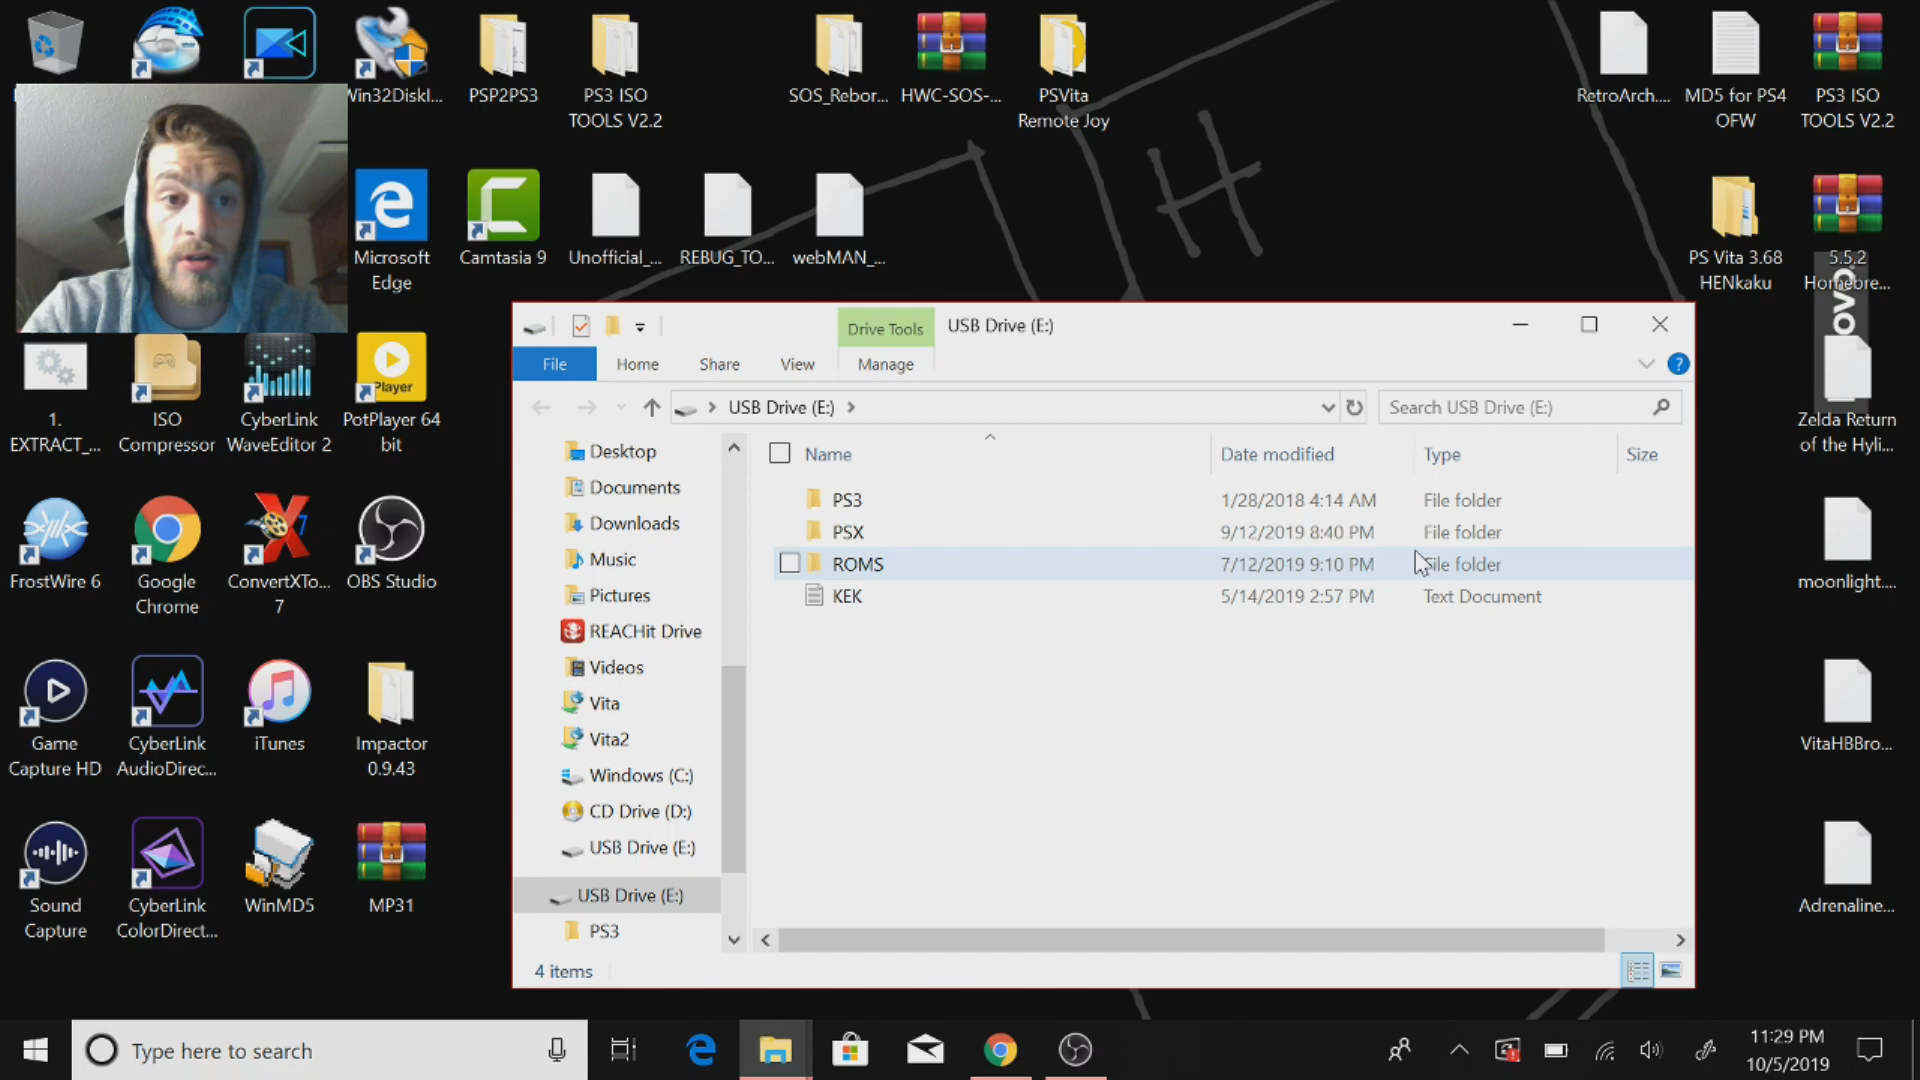 Win32DiskI...
PSP2PS3
PS3 ISO
TOOLS V2.2
SOS_Rebor...
HWC-SOS-...
PSVita
Remote Joy
RetroArch....
MD5 for PS4
OFW
PS3 ISO
TOOLS V2.2
H
Microsoft
Edge
Camtasia 9
Unofficial_...
REBUG_TO...
webMAN_...
PS Vita 3.68
HENkaku
5.5.2
Homebre...
Player
1.
EXTRACT_...
ISO
Compressor
CyberLink
WaveEditor 2
PotPlayer 64
bit
Zelda Return
of the Hyli...
FrostWire 6
Google
Chrome
ConvertXTo...
7
OBS Studio
moonlight....
Game
Capture HD
CyberLink
AudioDirec...
iTunes
Impactor
0.9.43
VitaHBBro...
Sound
Capture
CyberLink
ColorDirect...
WinMD5
MP31
Adrenaline...
Drive Tools
USB Drive (E:)
File
Home
Share
View
Manage
USB Drive (E:)
Search USB Drive (E:)
Desktop
Documents
Downloads
Music
Pictures
REACHit Drive
Videos
Vita
Vita2
Windows (C:)
CD Drive (D:)
USB Drive (E:)
USB Drive (E:)
PS3
Name
Date modified
Type
Size
PS3 1/28/2018 4:14 AM File folder
PSX 9/12/2019 8:40 PM File folder
ROMS 7/12/2019 9:10 PM File folder
KEK 5/14/2019 2:57 PM Text Document
4 items
Type here to search
11:29 PM
10/5/2019